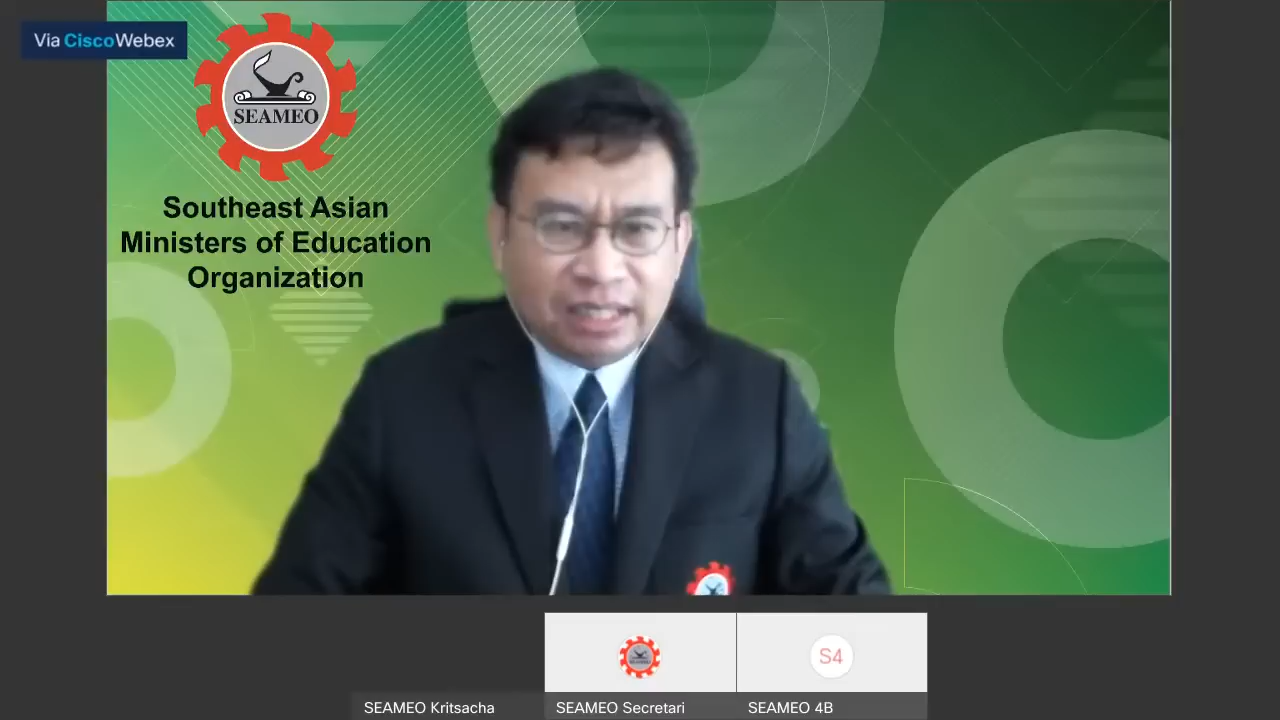 Via CiscoWebex
SEAMEO
Southeast Asian
Ministers of Education
Organization
S4
SEAMEO Kritsacha
SEAMEO Secretari
SEAMEO 4B